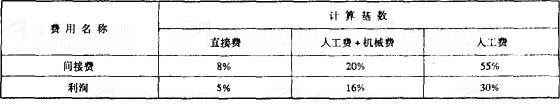 费用名称
计算基数
直接费
人工费+机械费
人工费
间接费
8%
20%
55%
利润
5%
16%
30%